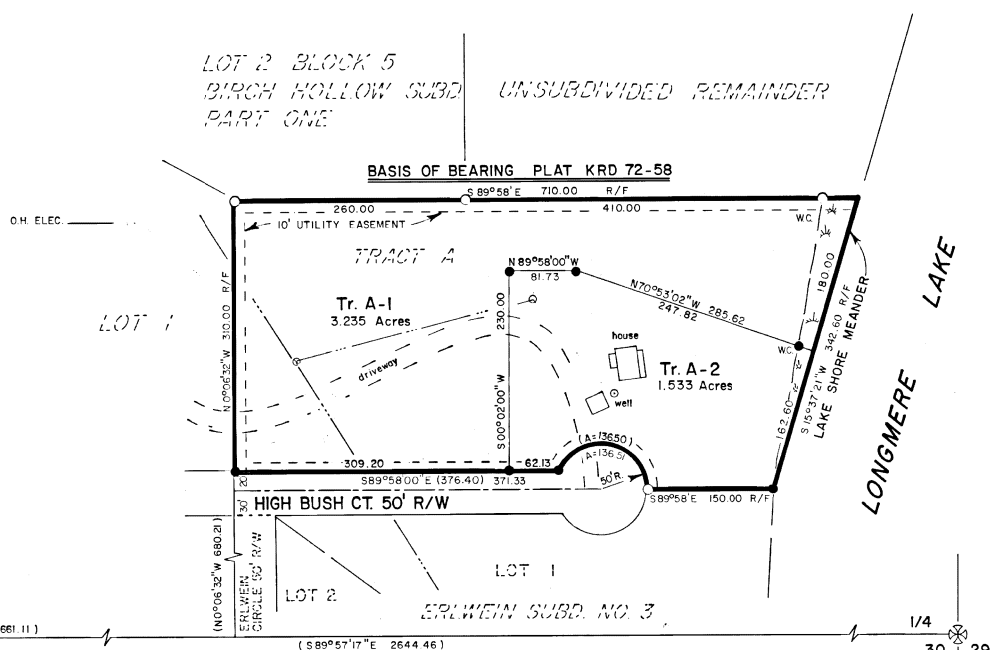 LOT 2 BLOCK 5
BIRCH HOLLOW SUBD
PART ONE
UNSUBDIVIDED REMAINDER
BASIS OF BEARING PLAT KRD 72-58
S 89°58' E 710.00 R/F
260.00
410.00
O.H. ELEC.
10' UTILITY EASEMENT
W.C.
TRACT A
N 89°58'00" W
81.73
N70°53'02"W 285.62
247.82
180.00
LAKE
LONGMERE
Tr. A-1
3.235 Acres
LOT 1
N0°06'32"W 310.00 R/F
230.00
S 00°02'00" W
driveway
house
Tr. A-2
1.533 Acres
well
W.C.
162.60
S 15°37'21" W 342.60 R/F
LAKE SHORE MEANDER
(A=136.50)
A=136.51
50' R.
309.20
62.13
S89°58'00"E (376.40) 371.33
S89°58'E 150.00 R/F
20'
30'
HIGH BUSH CT. 50' R/W
(N0°06'32"W 680.21)
ERLWEIN
CIRCLE 50' R/W
LOT 2
LOT 1
ERLWEIN SUBD. NO. 3
661.11)
(S89°57'17"E 2644.46)
1/4
30 29